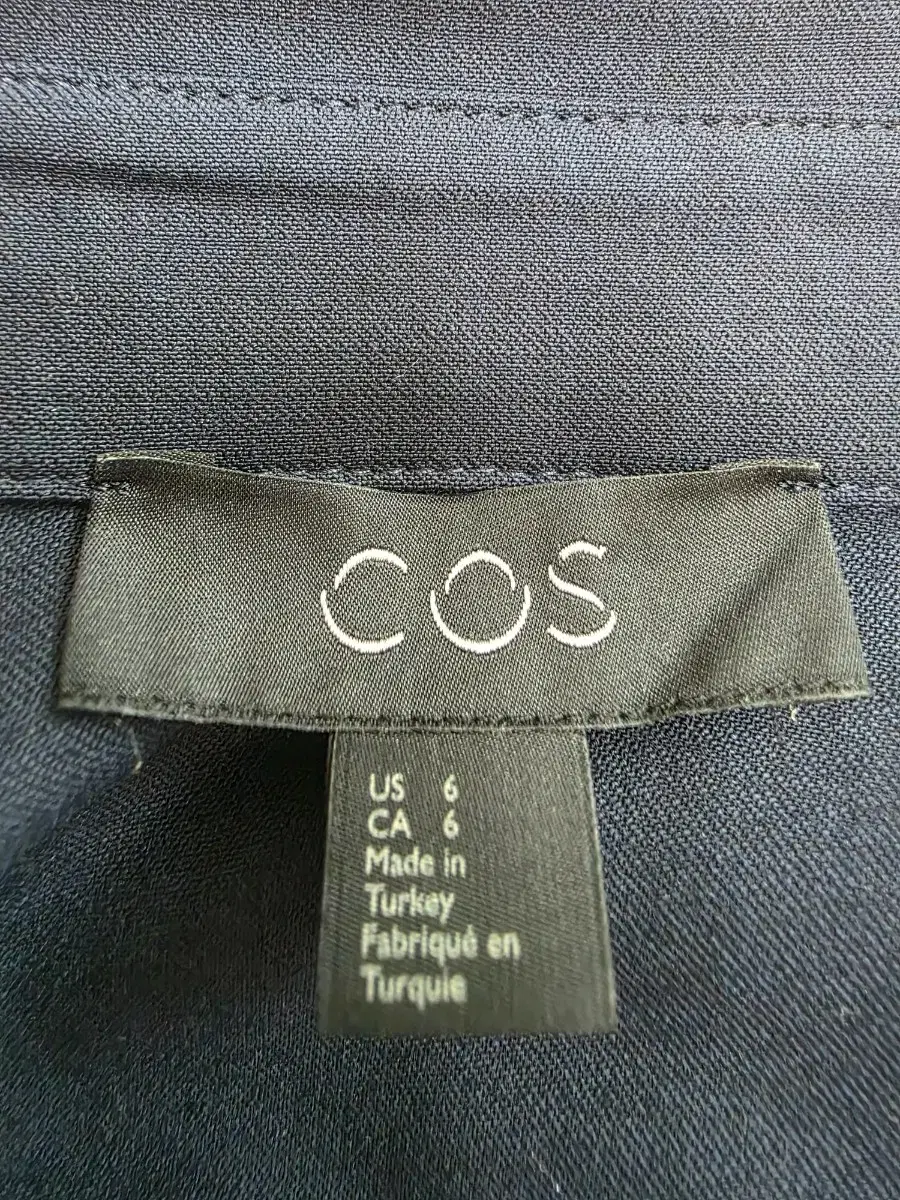 COS
US 6
CA 6
Made in
Turkey
Fabriqué en
Turquie